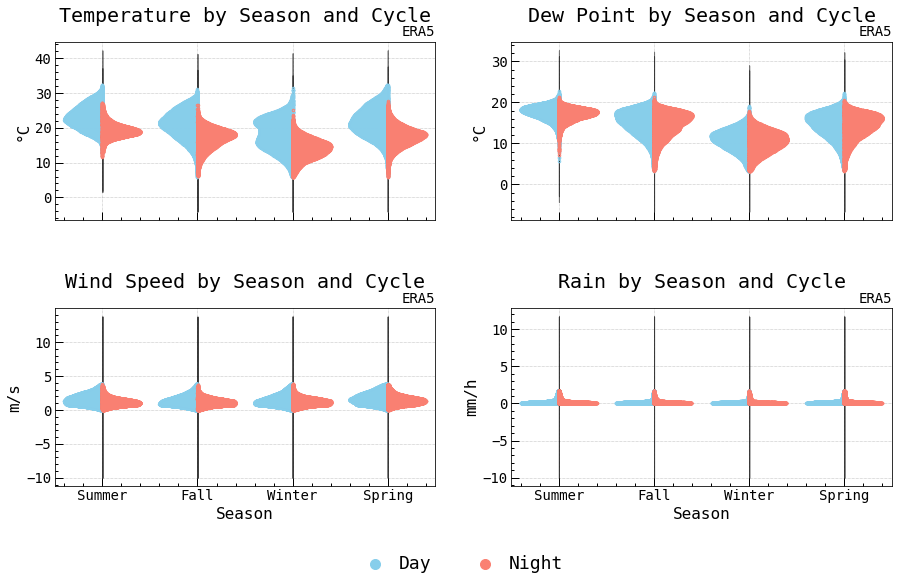 Temperature by Season and Cycle
ERA5
°C
40
30
20
10
0
Dew Point by Season and Cycle
ERA5
°C
30
20
10
0
Wind Speed by Season and Cycle
ERA5
m/s
10
5
0
−5
−10
Summer Fall Winter Spring
Season
Rain by Season and Cycle
ERA5
mm/h
10
5
0
−5
−10
Summer Fall Winter Spring
Season
Day Night